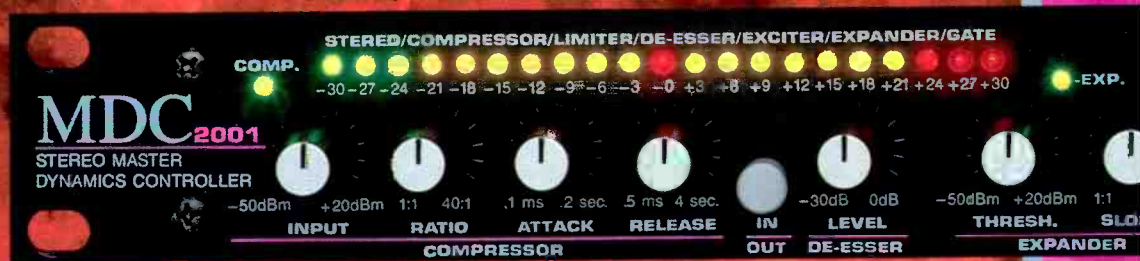 STEREO/COMPRESSOR/LIMITER/DE-ESSER/EXCITER/EXPANDER/GATE
COMP.
-30 -27 -24 -21 -18 -15 -12 -9 -6 -3 -0 +3 +6 +9 +12 +15 +18 +21 +24 +27 +30
-EXP.
MDC 2001
STEREO MASTER
DYNAMICS CONTROLLER
-50dBm +20dBm 1:1 40:1 .1 ms .2 sec. .5 ms 4 sec. -30dB 0dB -50dBm +20dBm 1:1
INPUT RATIO ATTACK RELEASE IN LEVEL THRESH. SLO
COMPRESSOR OUT DE-ESSER EXPANDER